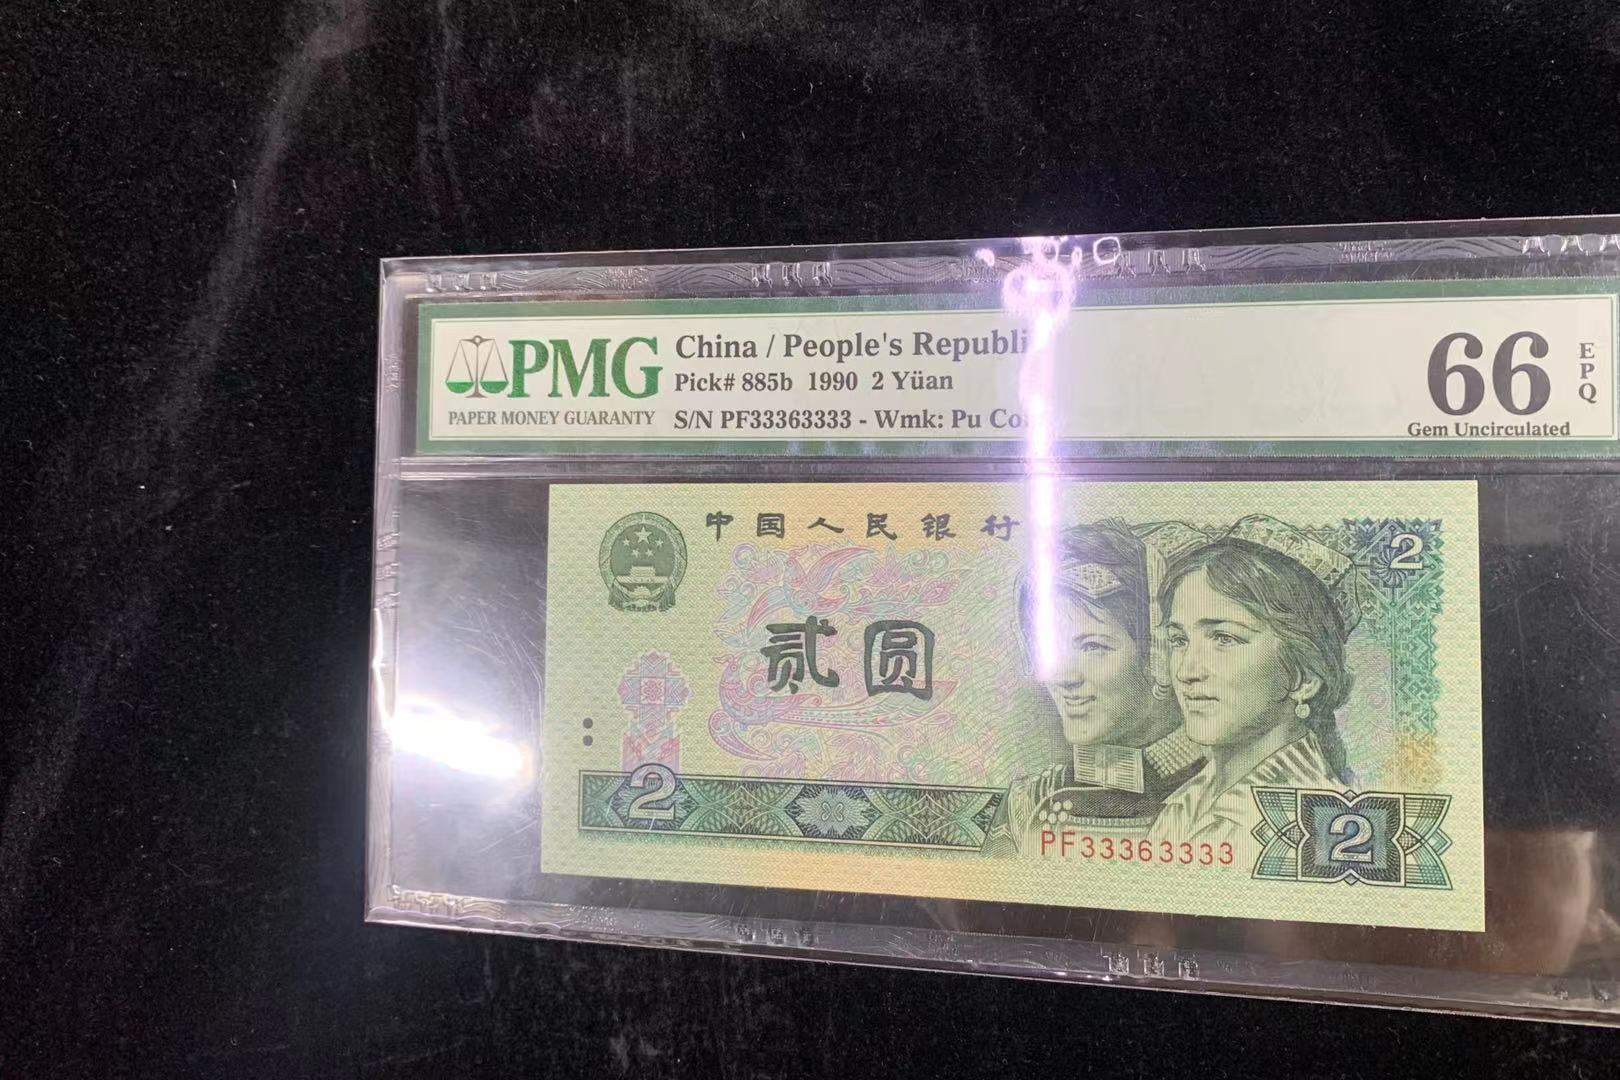 PMG
PAPER MONEY GUARANTY
China / People's Republi
Pick# 885b 1990 2 Yüan
S/N PF33363333 - Wmk: Pu Co
66
EPQ
Gem Uncirculated
中国人民银行
2
贰圆
2
PF33363333
2